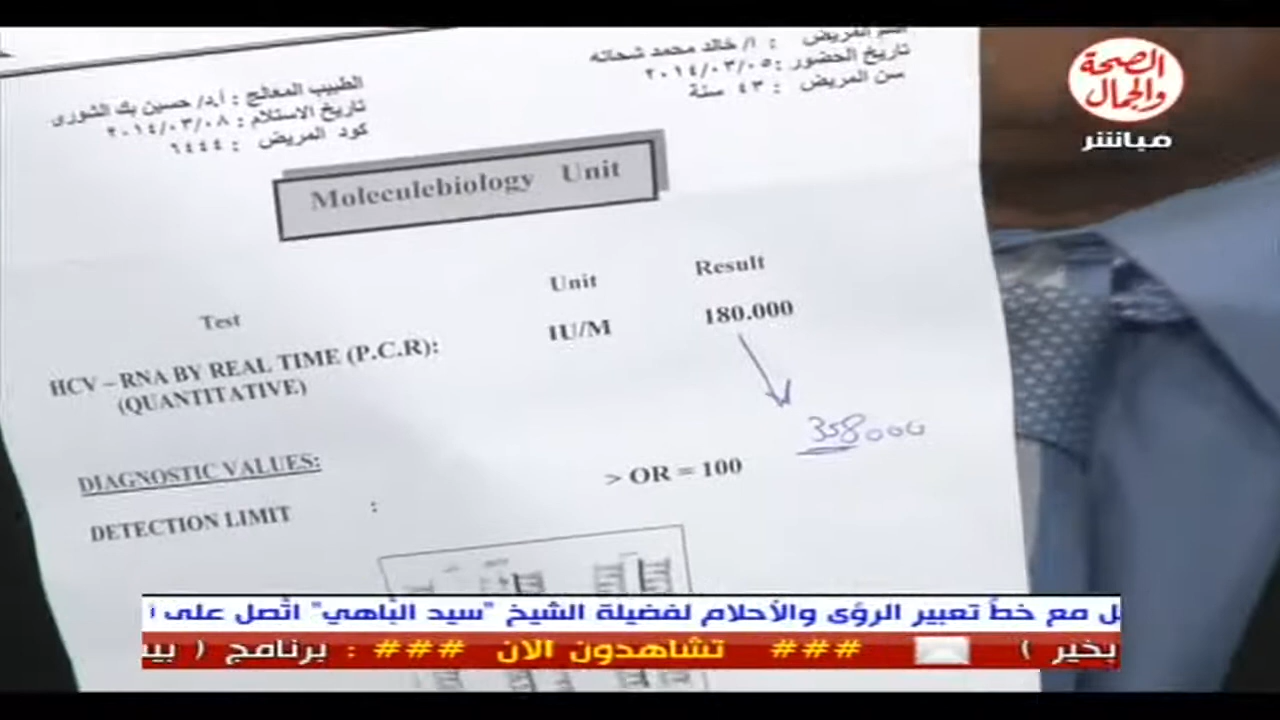 اسم المريض : ا/ خالد محمد شحاته
تاريخ الحضور : ٢٠١٤/٠٣/٠٥
سن المريض : ٤٣ سنة
الطبيب المعالج : أ.د/ حسين بك الشورى
تاريخ الاستلام : ٢٠١٤/٠٣/٠٨
كود المريض : ٦٤٤٤
الصحة
والجمال
مباشر
Moleculebiology Unit
Test Unit Result
HCV – RNA BY REAL TIME (P.C.R): IU/M 180.000
(QUANTITATIVE)
358000
DIAGNOSTIC VALUES:
DETECTION LIMIT : > OR = 100
مع خط تعبير الرؤى والأحلام لفضيلة الشيخ "سيد الباهي" اتصل على
بخير ) ### تشاهدون الان ### : برنامج (